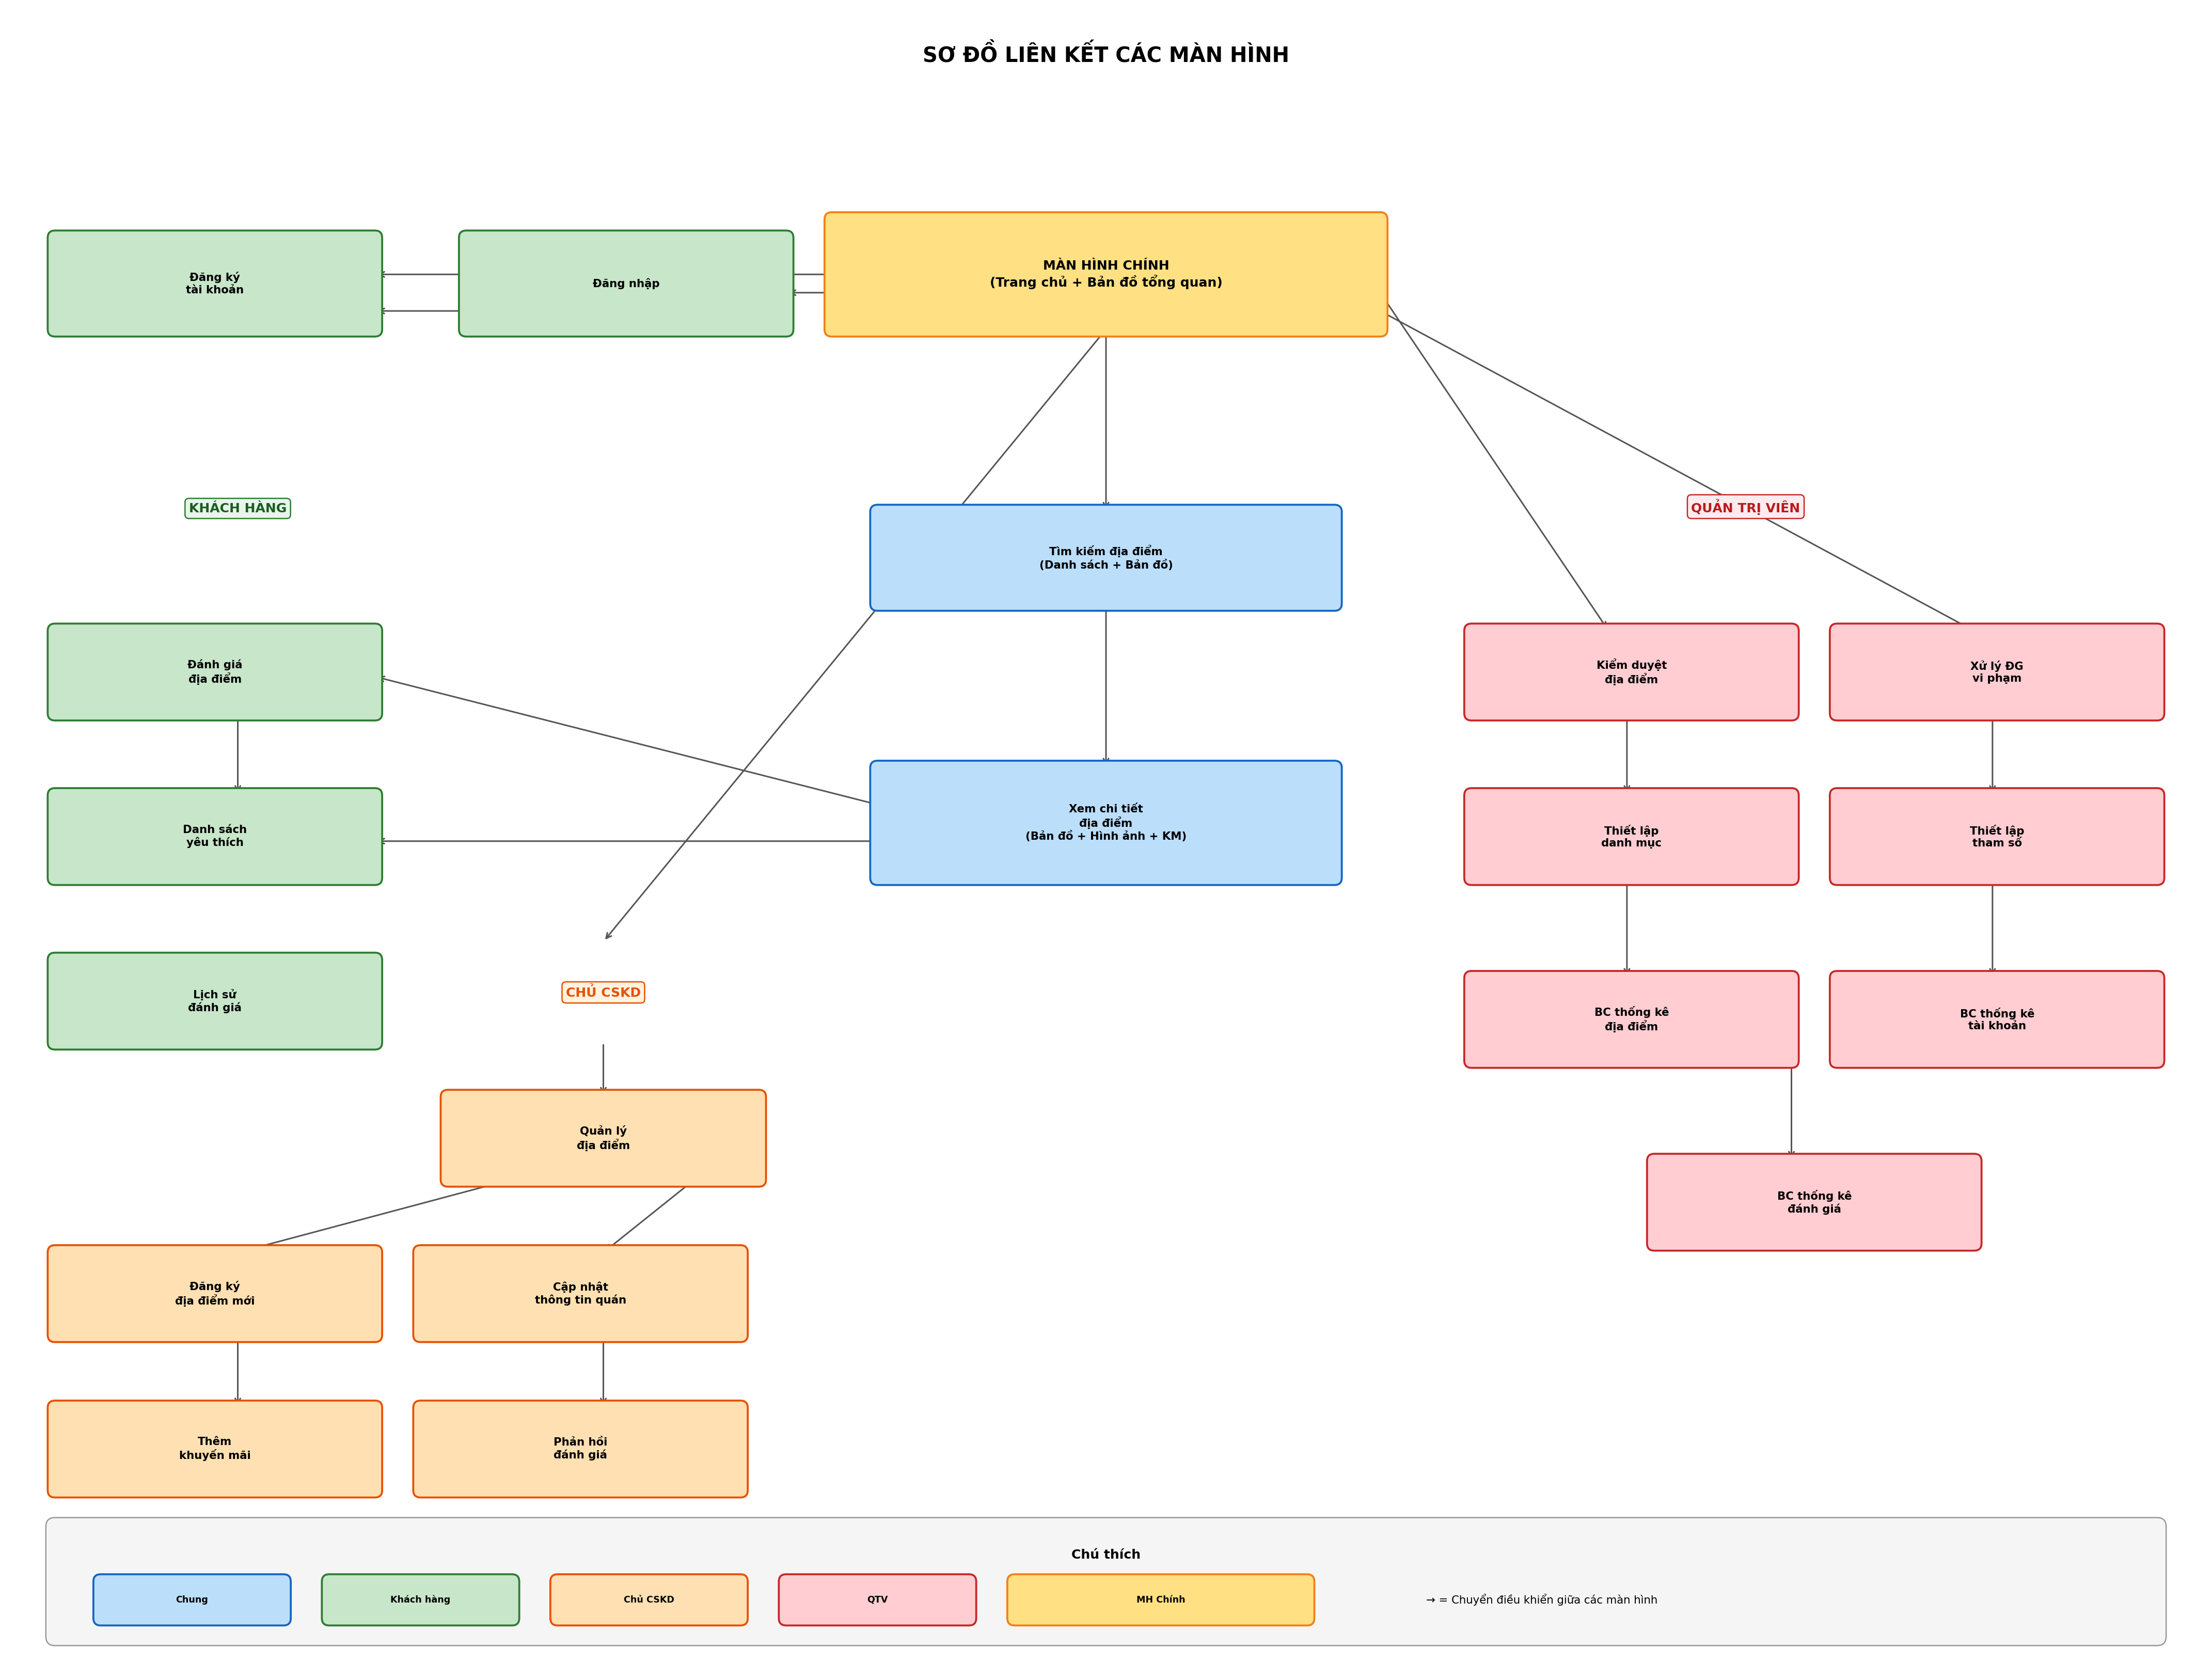 SƠ ĐỒ LIÊN KẾT CÁC MÀN HÌNH
Đăng ký
tài khoản
Đăng nhập
MÀN HÌNH CHÍNH
(Trang chủ + Bản đồ tổng quan)
KHÁCH HÀNG
QUẢN TRỊ VIÊN
Tìm kiếm địa điểm
(Danh sách + Bản đồ)
Đánh giá
địa điểm
Kiểm duyệt
địa điểm
Xử lý ĐG
vi phạm
Danh sách
yêu thích
Xem chi tiết
địa điểm
(Bản đồ + Hình ảnh + KM)
Thiết lập
danh mục
Thiết lập
tham số
Lịch sử
đánh giá
CHỦ CSKD
BC thống kê
địa điểm
BC thống kê
tài khoản
Quản lý
địa điểm
BC thống kê
đánh giá
Đăng ký
địa điểm mới
Cập nhật
thông tin quán
Thêm
khuyến mãi
Phản hồi
đánh giá
Chú thích
Chung
Khách hàng
Chủ CSKD
QTV
MH Chính
→ = Chuyển điều khiển giữa các màn hình